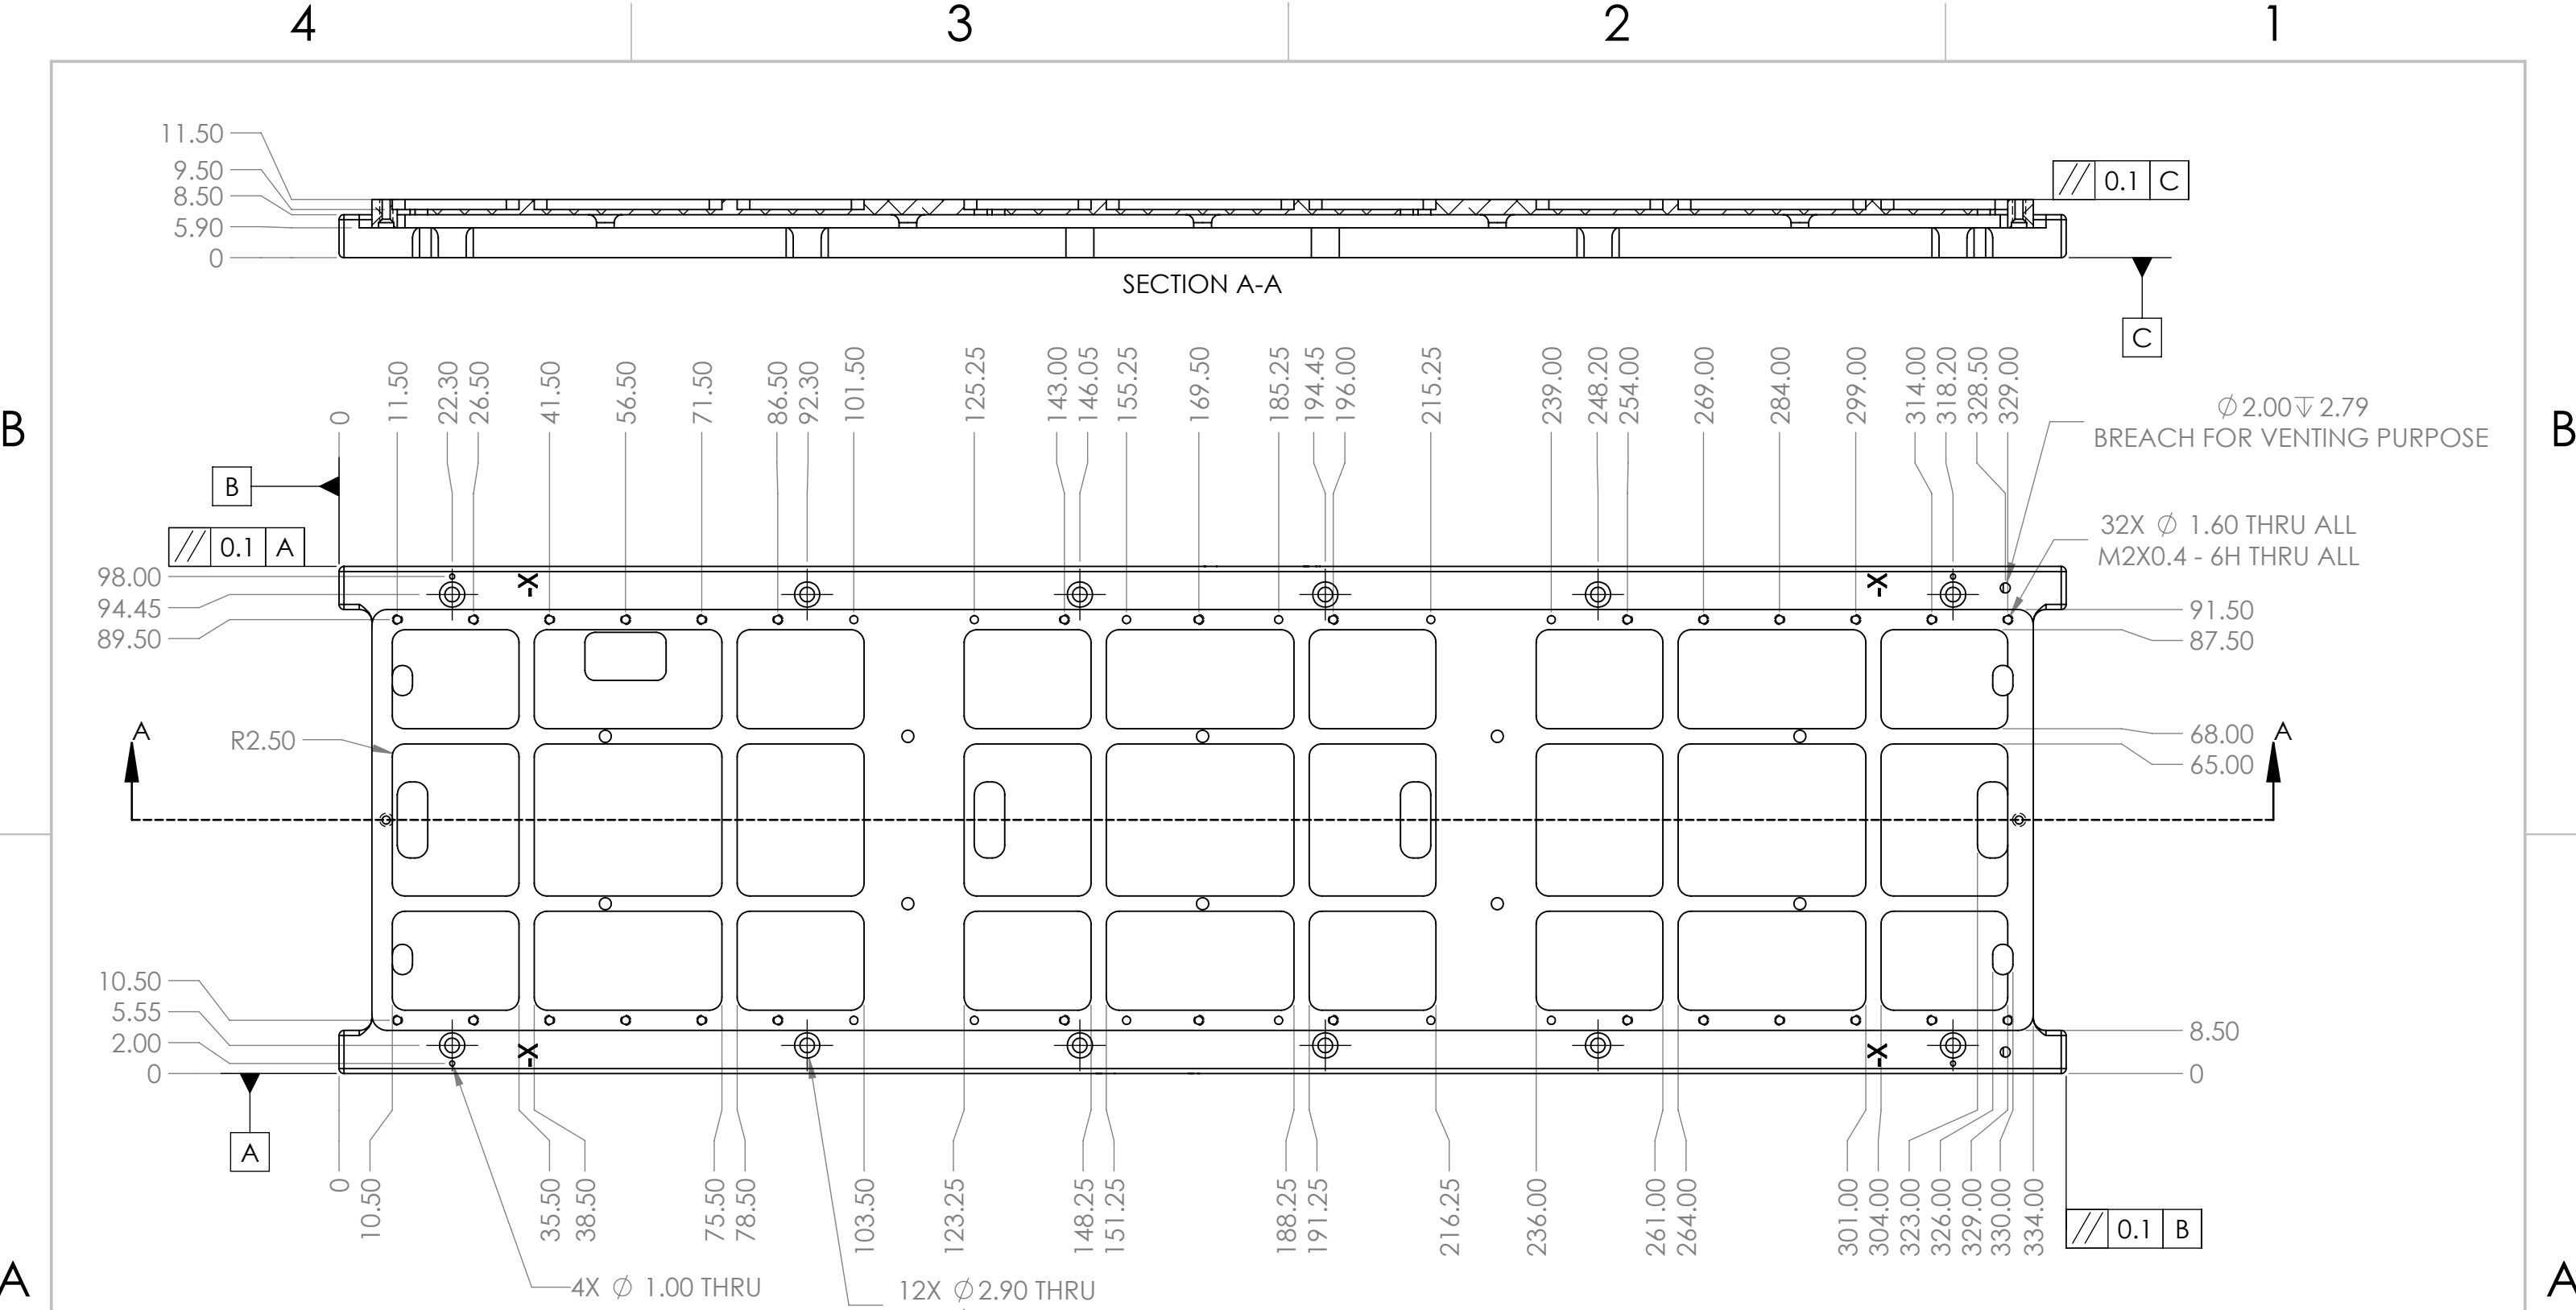 4 3 2 1
11.50
9.50
8.50
5.90
0
// 0.1 C
SECTION A-A
C
B B
0 11.50 22.30 26.50 41.50 56.50 71.50 86.50 92.30 101.50 125.25 143.00 146.05 155.25 169.50 185.25 194.45 196.00 215.25 239.00 248.20 254.00 269.00 284.00 299.00 314.00 318.20 328.50 329.00
∅2.00↧2.79
BREACH FOR VENTING PURPOSE
B
// 0.1 A
32X ∅ 1.60 THRU ALL
M2X0.4 - 6H THRU ALL
98.00
94.45
89.50
-X -X
91.50
87.50
A A
R2.50
68.00
65.00
10.50
5.55
2.00
0
-X -X
8.50
0
A
0 10.50 35.50 38.50 75.50 78.50 103.50 123.25 148.25 151.25 188.25 191.25 216.25 236.00 261.00 264.00 301.00 304.00 323.00 326.00 329.00 330.00 334.00
// 0.1 B
4X ∅ 1.00 THRU
12X ∅2.90 THRU
A A